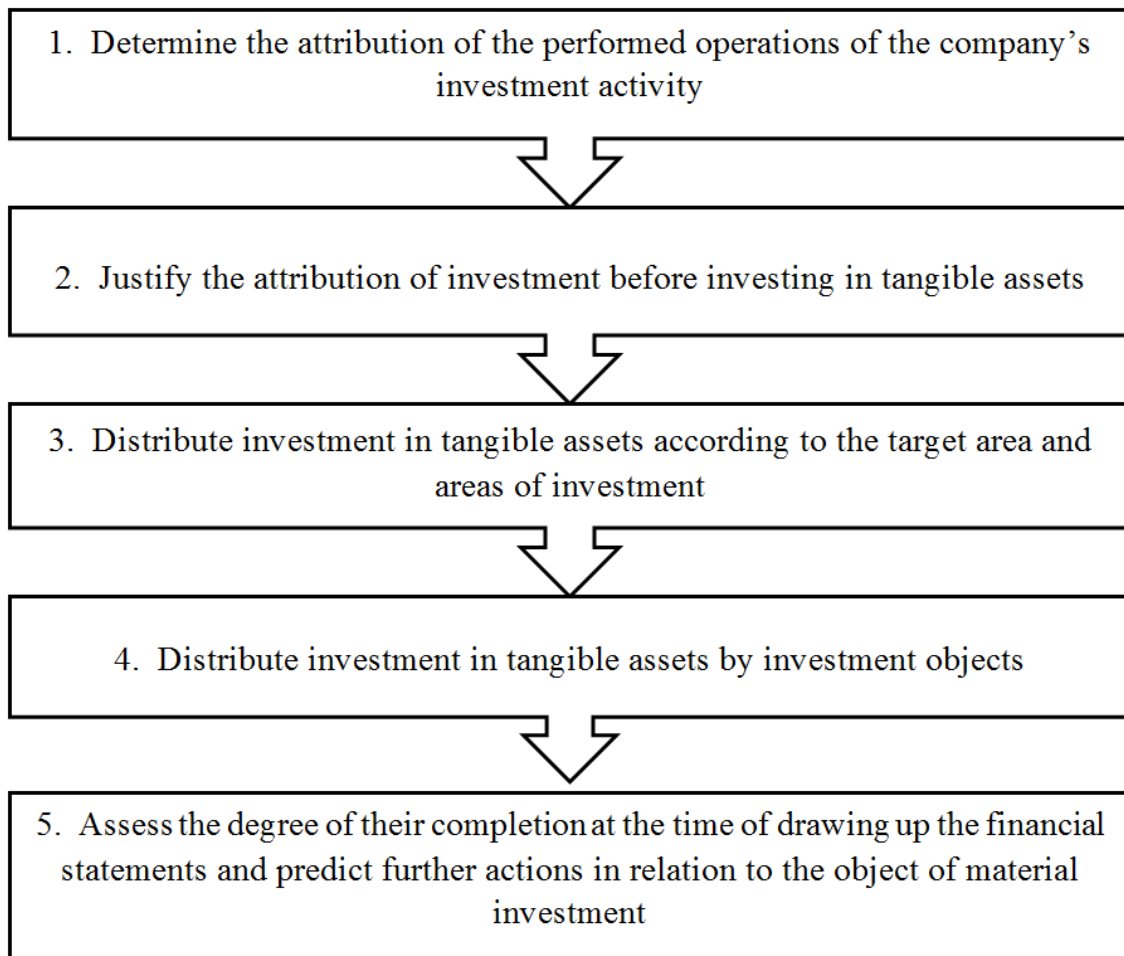 1. Determine the attribution of the performed operations of the company’s
investment activity
2. Justify the attribution of investment before investing in tangible assets
3. Distribute investment in tangible assets according to the target area and
areas of investment
4. Distribute investment in tangible assets by investment objects
5. Assess the degree of their completion at the time of drawing up the financial
statements and predict further actions in relation to the object of material
investment